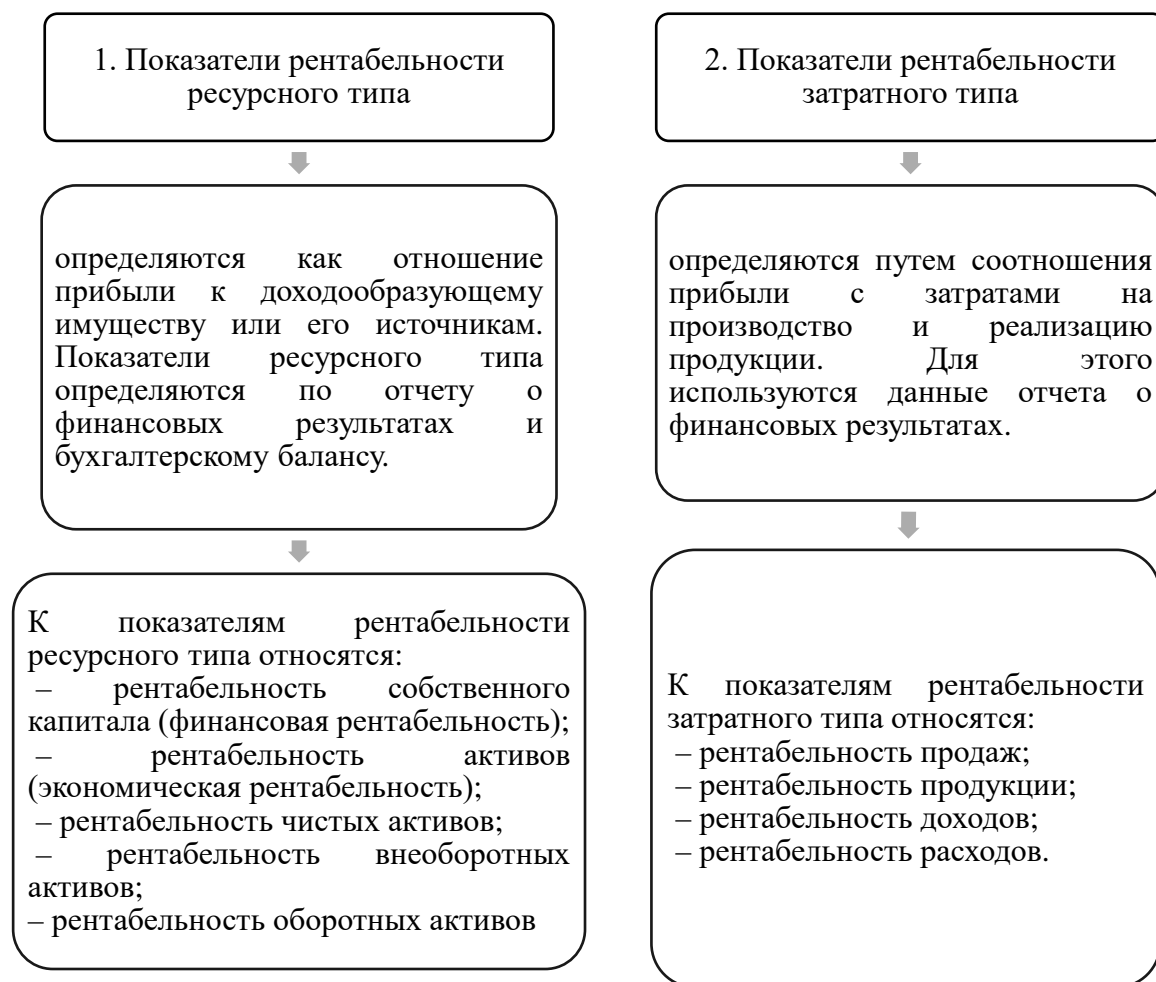 1. Показатели рентабельности
ресурсного типа
определяются как отношение
прибыли к доходообразующему
имуществу или его источникам.
Показатели ресурсного типа
определяются по отчету о
финансовых результатах и
бухгалтерскому балансу.
К показателям рентабельности
ресурсного типа относятся:
– рентабельность собственного
капитала (финансовая рентабельность);
– рентабельность активов
(экономическая рентабельность);
– рентабельность чистых активов;
– рентабельность внеоборотных
активов;
– рентабельность оборотных активов
2. Показатели рентабельности
затратного типа
определяются путем соотношения
прибыли с затратами на
производство и реализацию
продукции. Для этого
используются данные отчета о
финансовых результатах.
К показателям рентабельности
затратного типа относятся:
– рентабельность продаж;
– рентабельность продукции;
– рентабельность доходов;
– рентабельность расходов.